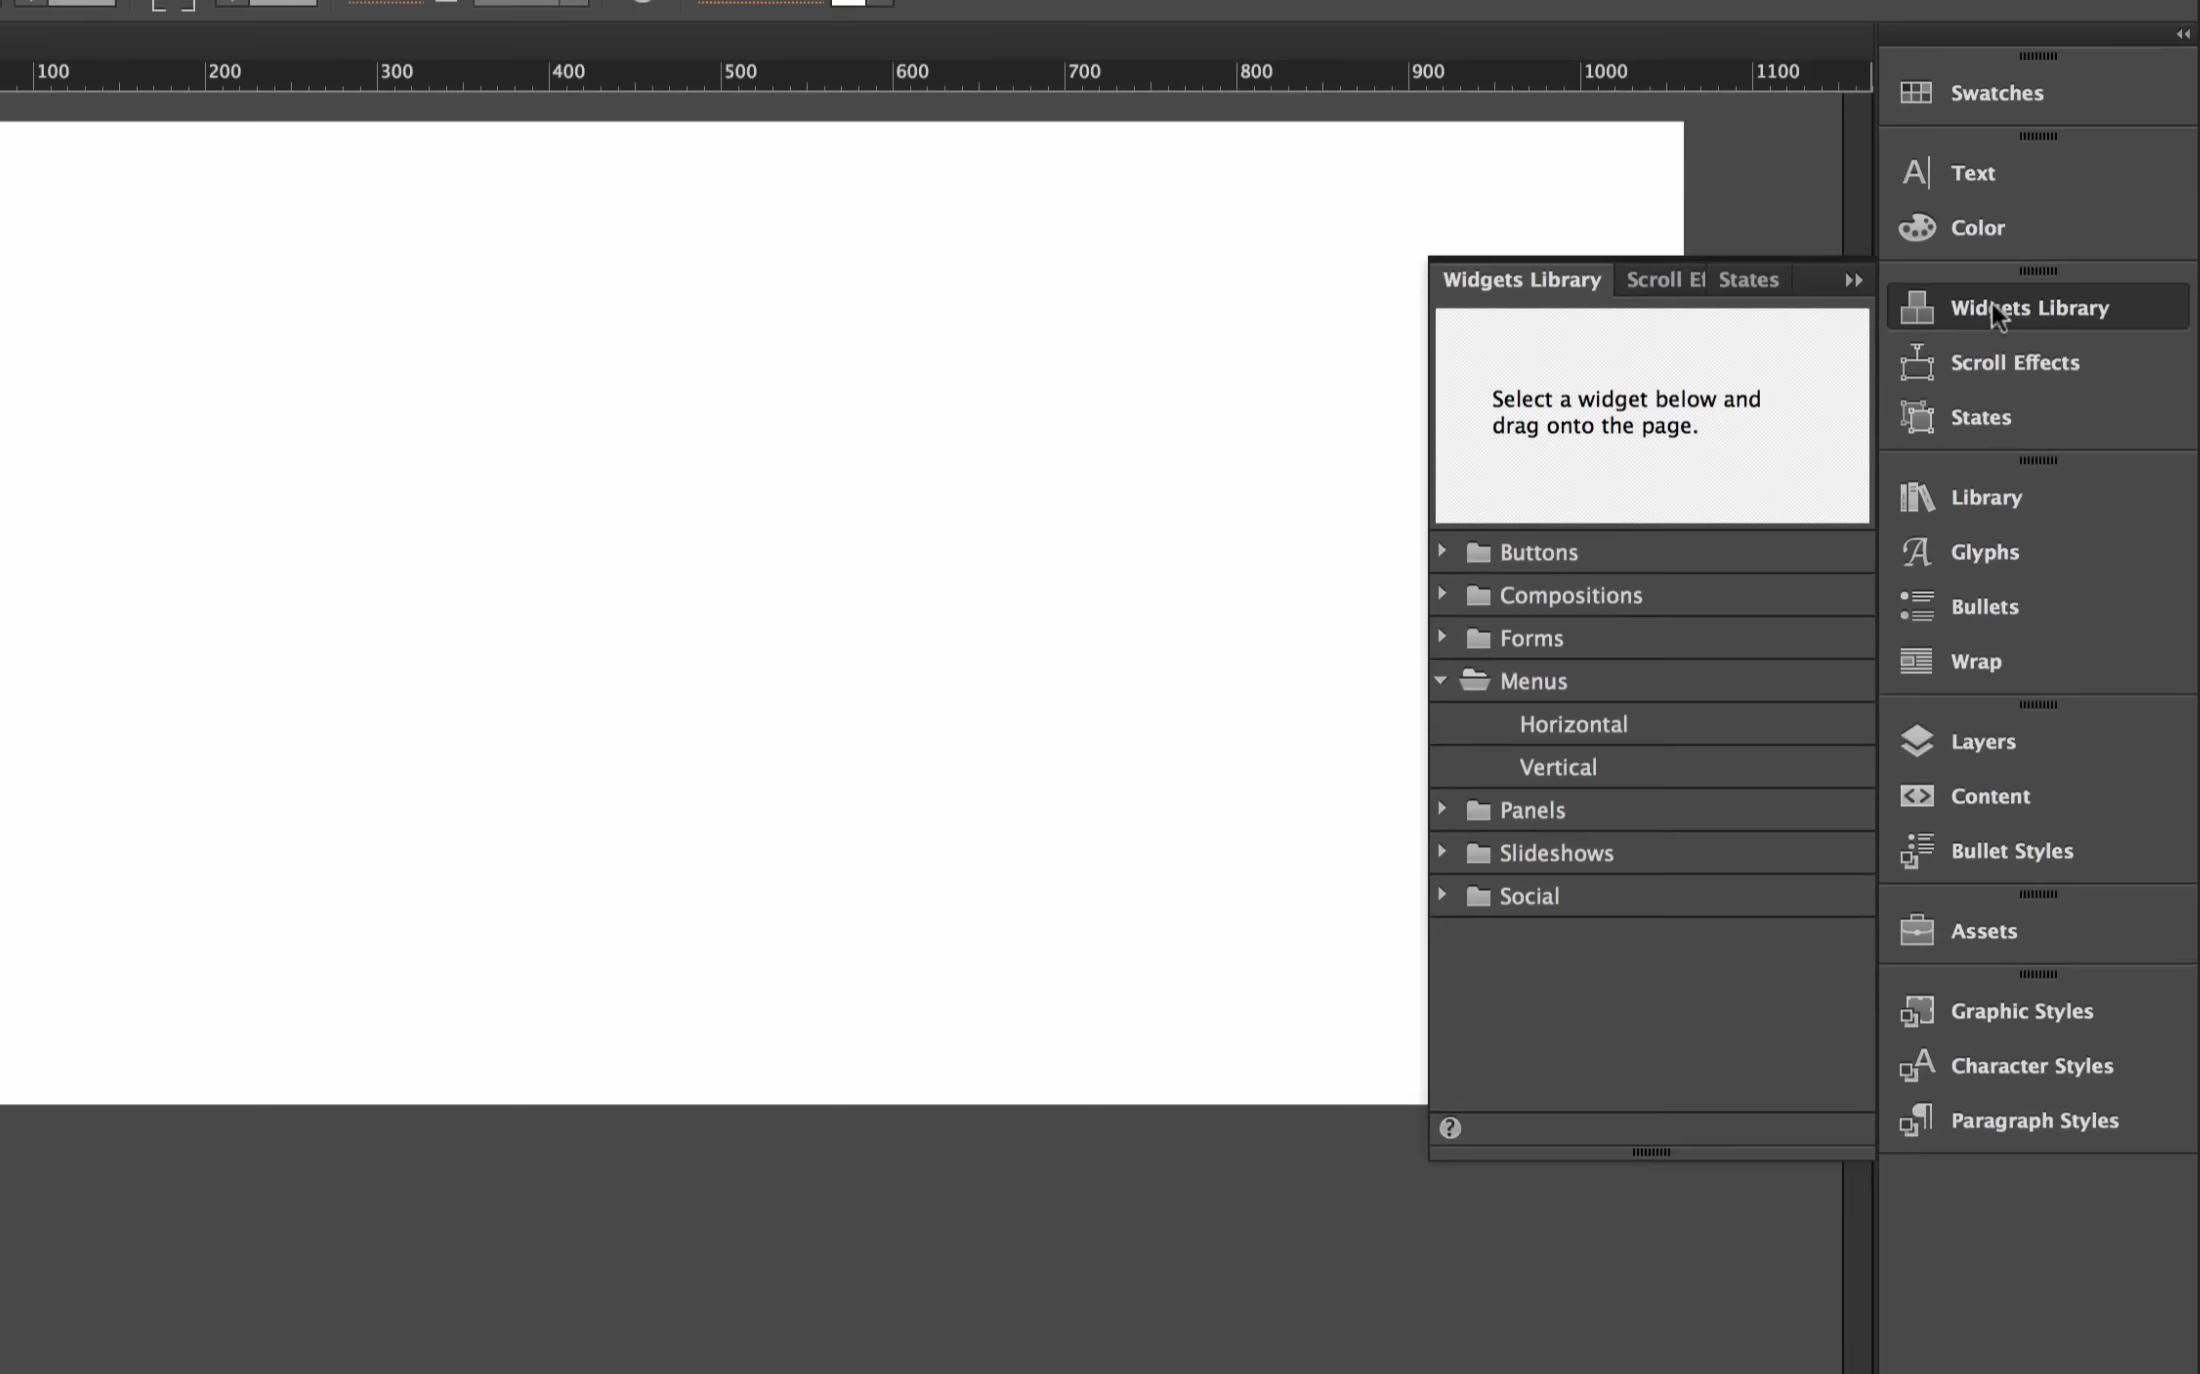 100 200 300 400 500 600 700 800 900 1000 1100
Swatches
Text
Color
Widgets Library
Scroll Effects
States
Library
Glyphs
Bullets
Wrap
Layers
Content
Bullet Styles
Assets
Graphic Styles
Character Styles
Paragraph Styles
Widgets Library Scroll Ef States
Select a widget below and
drag onto the page.
Buttons
Compositions
Forms
Menus
Horizontal
Vertical
Panels
Slideshows
Social